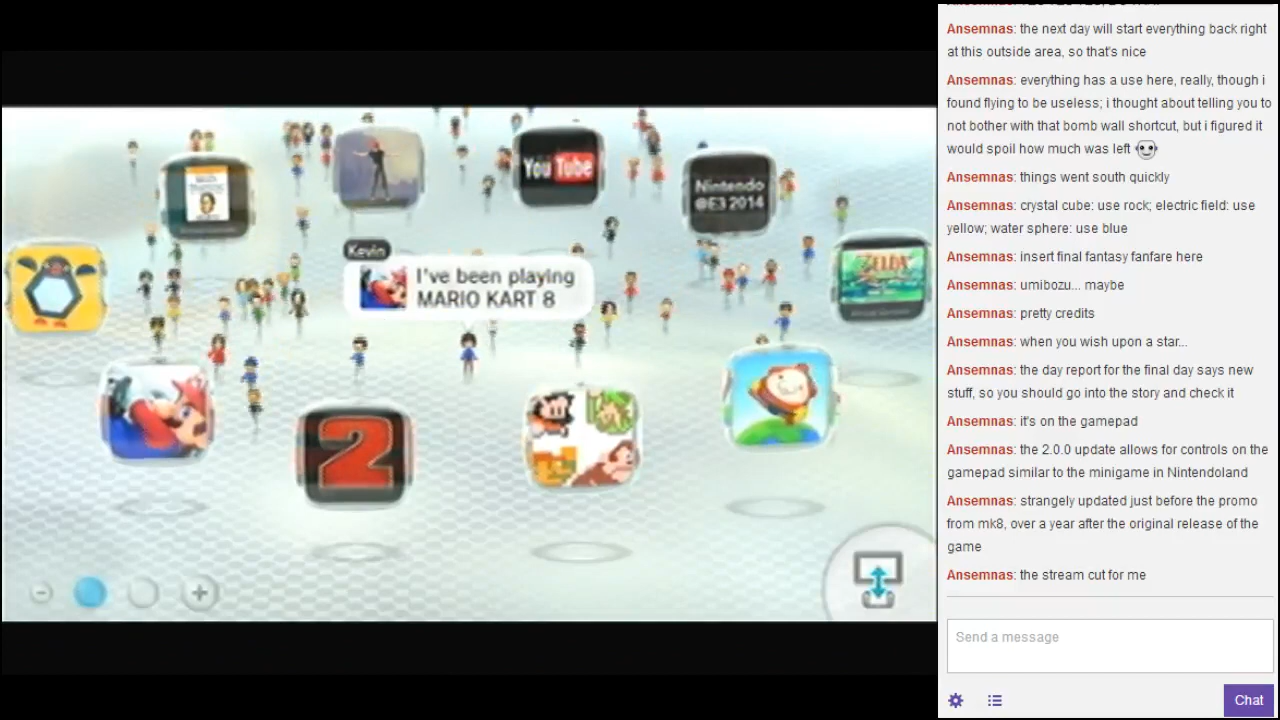 You Tube
Nintendo
@E3 2014
Kevin
I've been playing
MARIO KART 8
ZELDA
2
Ansemnas: the next day will start everything back right
at this outside area, so that's nice
Ansemnas: everything has a use here, really, though i
found flying to be useless; i thought about telling you to
not bother with that bomb wall shortcut, but i figured it
would spoil how much was left
Ansemnas: things went south quickly
Ansemnas: crystal cube: use rock; electric field: use
yellow; water sphere: use blue
Ansemnas: insert final fantasy fanfare here
Ansemnas: umibozu... maybe
Ansemnas: pretty credits
Ansemnas: when you wish upon a star...
Ansemnas: the day report for the final day says new
stuff, so you should go into the story and check it
Ansemnas: it's on the gamepad
Ansemnas: the 2.0.0 update allows for controls on the
gamepad similar to the minigame in Nintendoland
Ansemnas: strangely updated just before the promo
from mk8, over a year after the original release of the
game
Ansemnas: the stream cut for me
Send a message
Chat